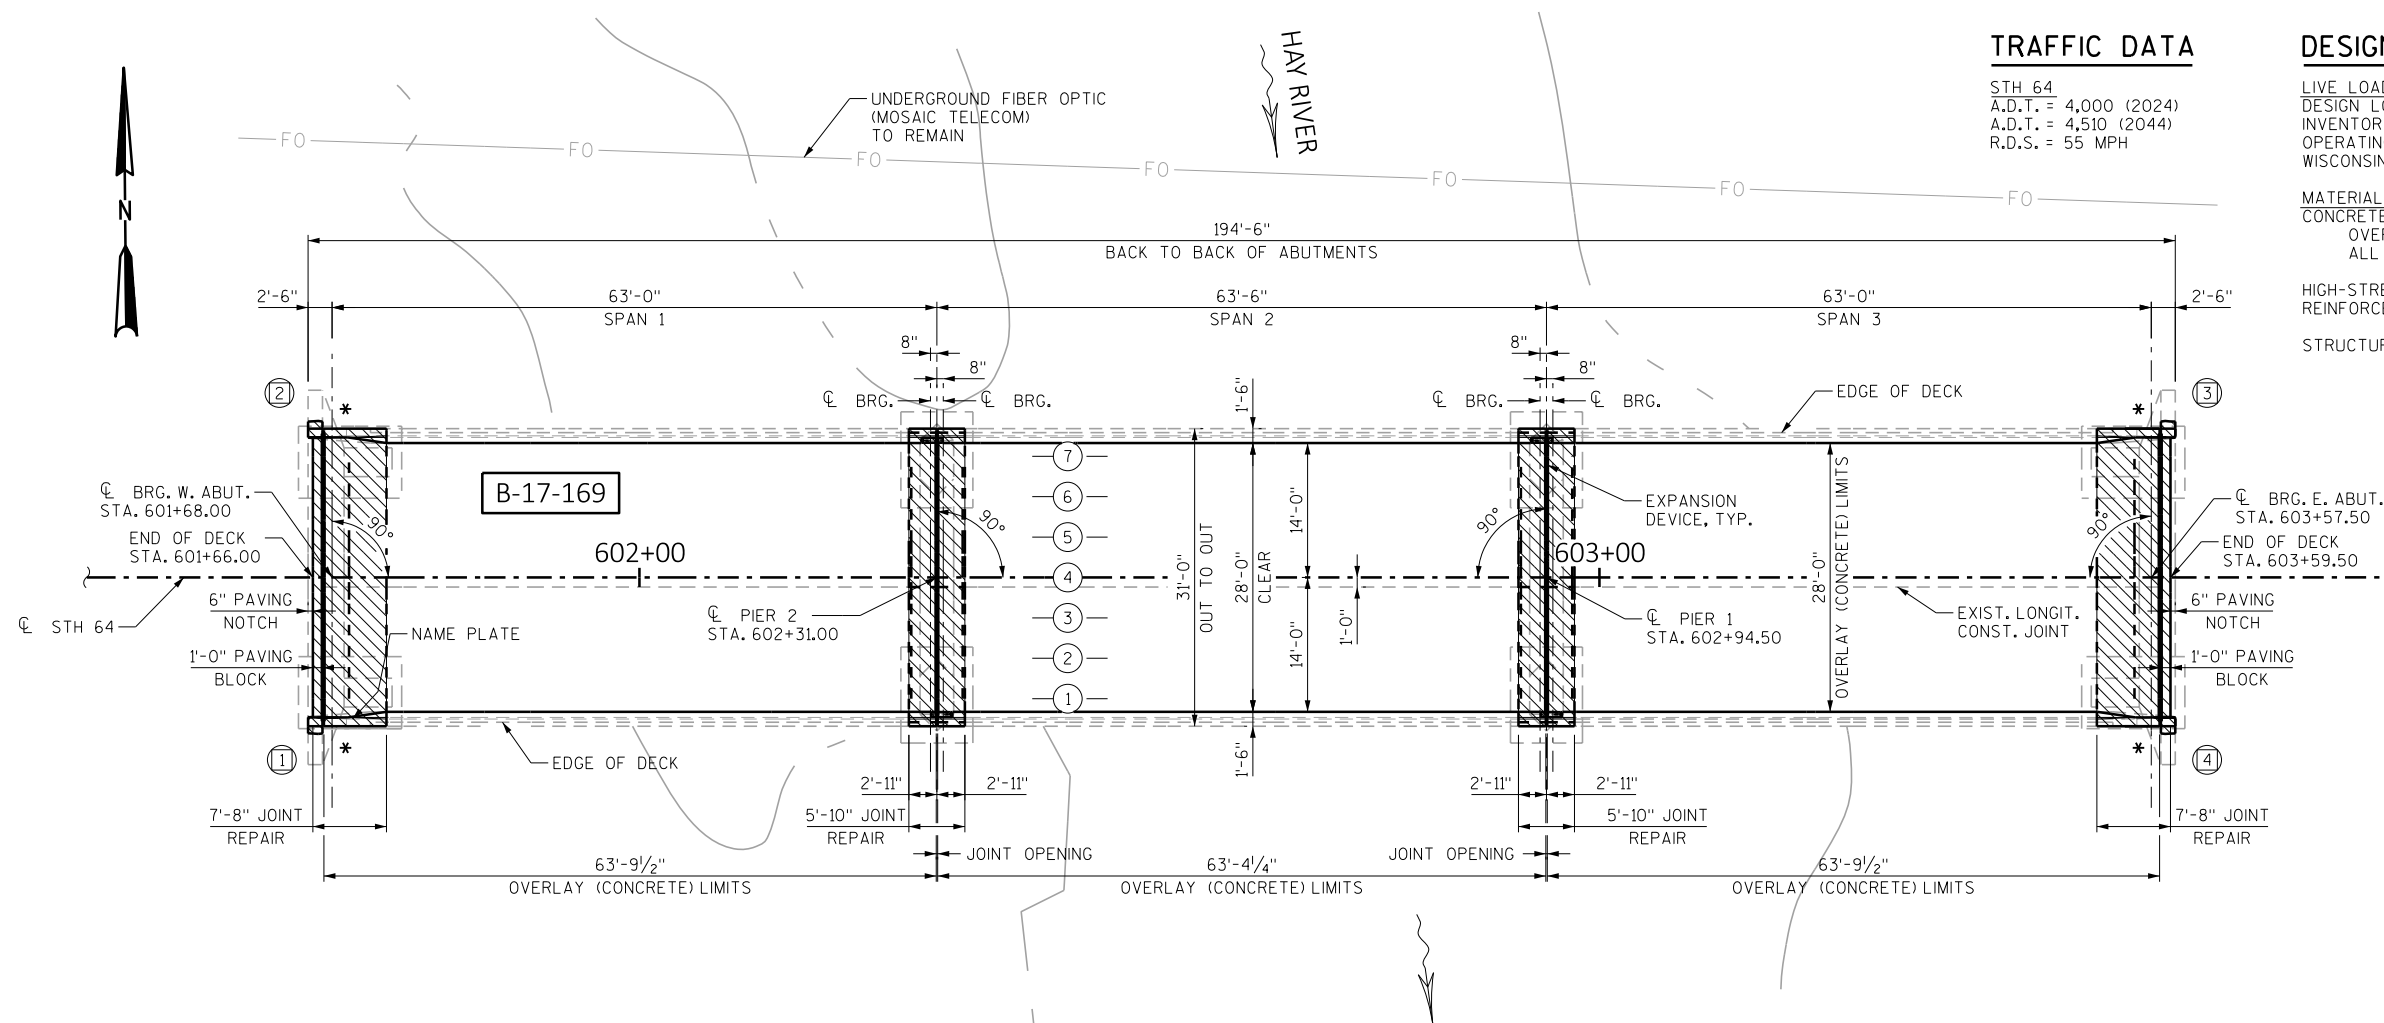 TRAFFIC DATA
STH 64
A.D.T. = 4,000 (2024)
A.D.T. = 4,510 (2044)
R.D.S. = 55 MPH
DESIGN
LIVE LOAD
DESIGN LO
INVENTOR
OPERATIN
WISCONSIN
MATERIAL
CONCRETE
OVER
ALL
HIGH-STRE
REINFORCE
STRUCTUR
HAY RIVER
UNDERGROUND FIBER OPTIC
(MOSAIC TELECOM)
TO REMAIN
FO FO FO FO FO FO FO
N
194'-6"
BACK TO BACK OF ABUTMENTS
2'-6" 63'-0" 63'-6" 63'-0" 2'-6"
SPAN 1 SPAN 2 SPAN 3
8" 8"
8" 8"
℄ BRG. ℄ BRG. ℄ BRG. ℄ BRG.
1'-6"
EDGE OF DECK
2 3
* *
B-17-169
℄ BRG. W. ABUT.
STA. 601+68.00
END OF DECK
STA. 601+66.00
90° 90° 90° 90°
602+00
603+00
7
6
5
4
3
2
1
31'-0"
OUT TO OUT
28'-0"
CLEAR
14'-0"
14'-0"
1'-0"
EXPANSION
DEVICE, TYP.
28'-0"
OVERLAY (CONCRETE) LIMITS
℄ BRG. E. ABUT.
STA. 603+57.50
END OF DECK
STA. 603+59.50
6" PAVING
NOTCH
℄ STH 64
NAME PLATE
1'-0" PAVING
BLOCK
℄ PIER 2
STA. 602+31.00
℄ PIER 1
STA. 602+94.50
EXIST. LONGIT.
CONST. JOINT
6" PAVING
NOTCH
1'-0" PAVING
BLOCK
1 4
* *
EDGE OF DECK
1'-6"
2'-11" 2'-11" 2'-11" 2'-11"
7'-8" JOINT
REPAIR
5'-10" JOINT
REPAIR
5'-10" JOINT
REPAIR
7'-8" JOINT
REPAIR
JOINT OPENING JOINT OPENING
63'-9½" 63'-4¼" 63'-9½"
OVERLAY (CONCRETE) LIMITS OVERLAY (CONCRETE) LIMITS OVERLAY (CONCRETE) LIMITS